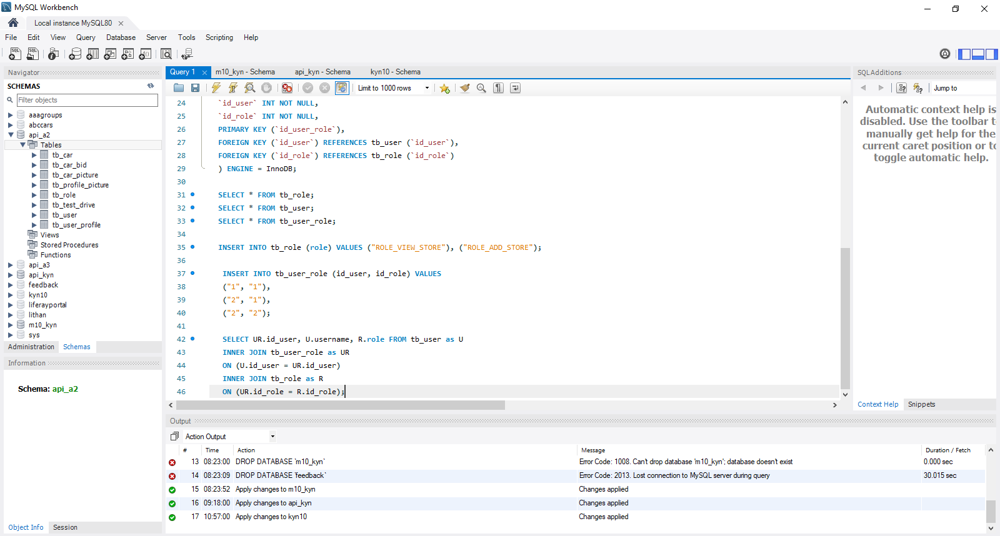 MySQL Workbench
Local instance MySQL80
File Edit View Query Database Server Tools Scripting Help
Navigator
SCHEMAS
Filter objects
aaagroups
abccars
api_a2
Tables
tb_car
tb_car_bid
tb_car_picture
tb_profile_picture
tb_role
tb_test_drive
tb_user
tb_user_profile
Views
Stored Procedures
Functions
api_a3
api_kyn
feedback
kyn10
liferayportal
lithan
m10_kyn
sys
Administration Schemas
Information
Schema: api_a2
Object Info Session
Query 1 m10_kyn - Schema api_kyn - Schema kyn10 - Schema
Limit to 1000 rows
24 `id_user` INT NOT NULL,
25 `id_role` INT NOT NULL,
26 PRIMARY KEY (`id_user_role`),
27 FOREIGN KEY (`id_user`) REFERENCES tb_user (`id_user`),
28 FOREIGN KEY (`id_role`) REFERENCES tb_role (`id_role`)
29 ) ENGINE = InnoDB;
30
31 SELECT * FROM tb_role;
32 SELECT * FROM tb_user;
33 SELECT * FROM tb_user_role;
34
35 INSERT INTO tb_role (role) VALUES ("ROLE_VIEW_STORE"), ("ROLE_ADD_STORE");
36
37 INSERT INTO tb_user_role (id_user, id_role) VALUES
38 ("1", "1"),
39 ("2", "1"),
40 ("2", "2");
41
42 SELECT UR.id_user, U.username, R.role FROM tb_user as U
43 INNER JOIN tb_user_role as UR
44 ON (U.id_user = UR.id_user)
45 INNER JOIN tb_role as R
46 ON (UR.id_role = R.id_role);
SQLAdditions
Jump to
Automatic context help is
disabled. Use the toolbar t
manually get help for the
current caret position or to
toggle automatic help.
Context Help Snippets
Output
Action Output
# Time Action Message Duration / Fetch
13 08:23:00 DROP DATABASE `m10_kyn` Error Code: 1008. Can't drop database 'm10_kyn'; database doesn't exist 0.000 sec
14 08:23:09 DROP DATABASE `feedback` Error Code: 2013. Lost connection to MySQL server during query 30.015 sec
15 08:23:52 Apply changes to m10_kyn Changes applied
16 09:18:00 Apply changes to api_kyn Changes applied
17 10:57:00 Apply changes to kyn10 Changes applied